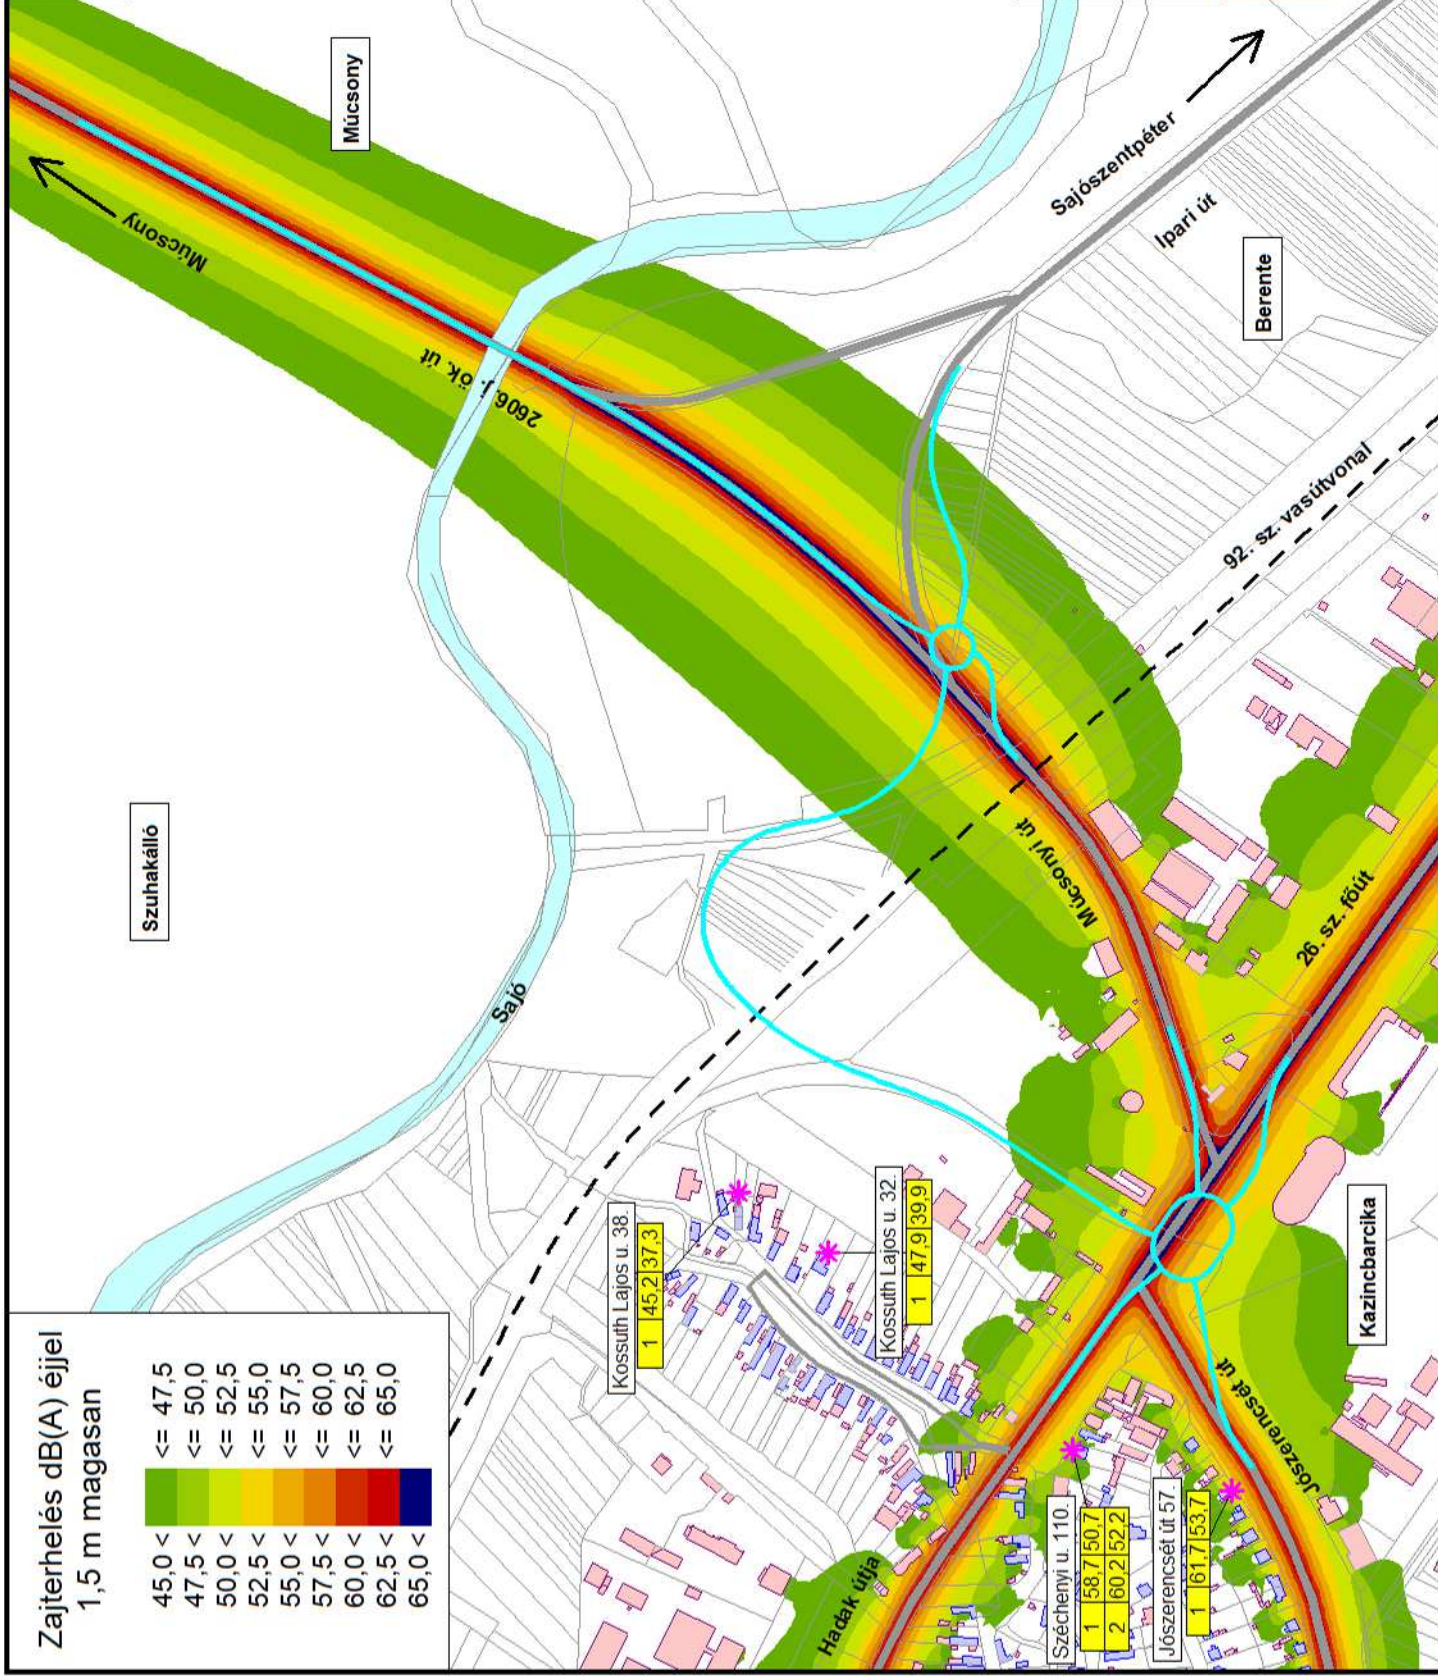 Zajterhelés dB(A) éjjel
1,5 m magasan
45,0 < <= 47,5
47,5 < <= 50,0
50,0 < <= 52,5
52,5 < <= 55,0
55,0 < <= 57,5
57,5 < <= 60,0
60,0 < <= 62,5
62,5 < <= 65,0
65,0 <
Szuhakálló
Múcsony
Múcsony
2606. j. ök. út
Sajó
Sajószentpéter
Ipari út
Berente
92. sz. vasútvonal
Múcsonyi út
26. sz. főút
Kossuth Lajos u. 38.
1 45,2 37,3
Kossuth Lajos u. 32.
1 47,9 39,9
Kazincbarcika
Széchenyi u. 110.
1 58,7 50,7
2 60,2 52,2
Jószerencsét út 57.
1 61,7 53,7
Jószerencsét út
Hadak útja